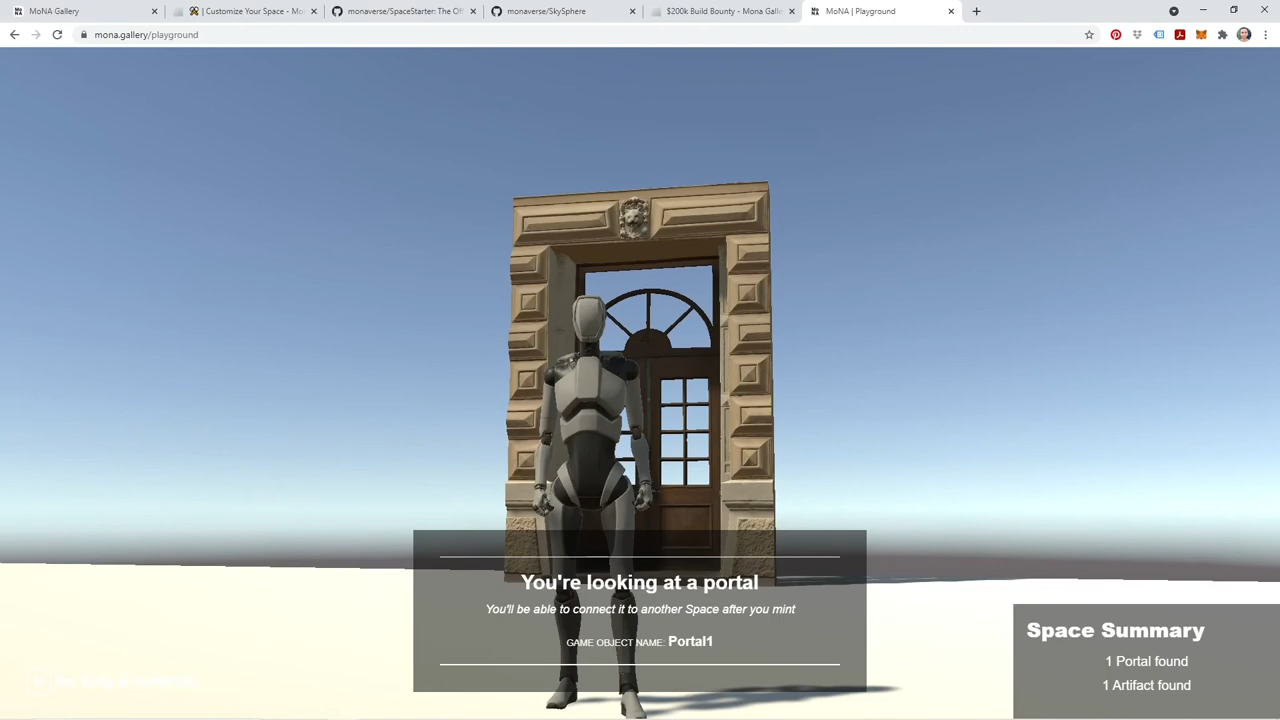 MoNA Gallery
| Customize Your Space - Mo
monaverse/SpaceStarter: The Of
monaverse/SkySphere
$200k Build Bounty - Mona Galle
MoNA | Playground
mona.gallery/playground
You're looking at a portal
You'll be able to connect it to another Space after you mint
GAME OBJECT NAME: Portal1
Space Summary
1 Portal found
1 Artifact found